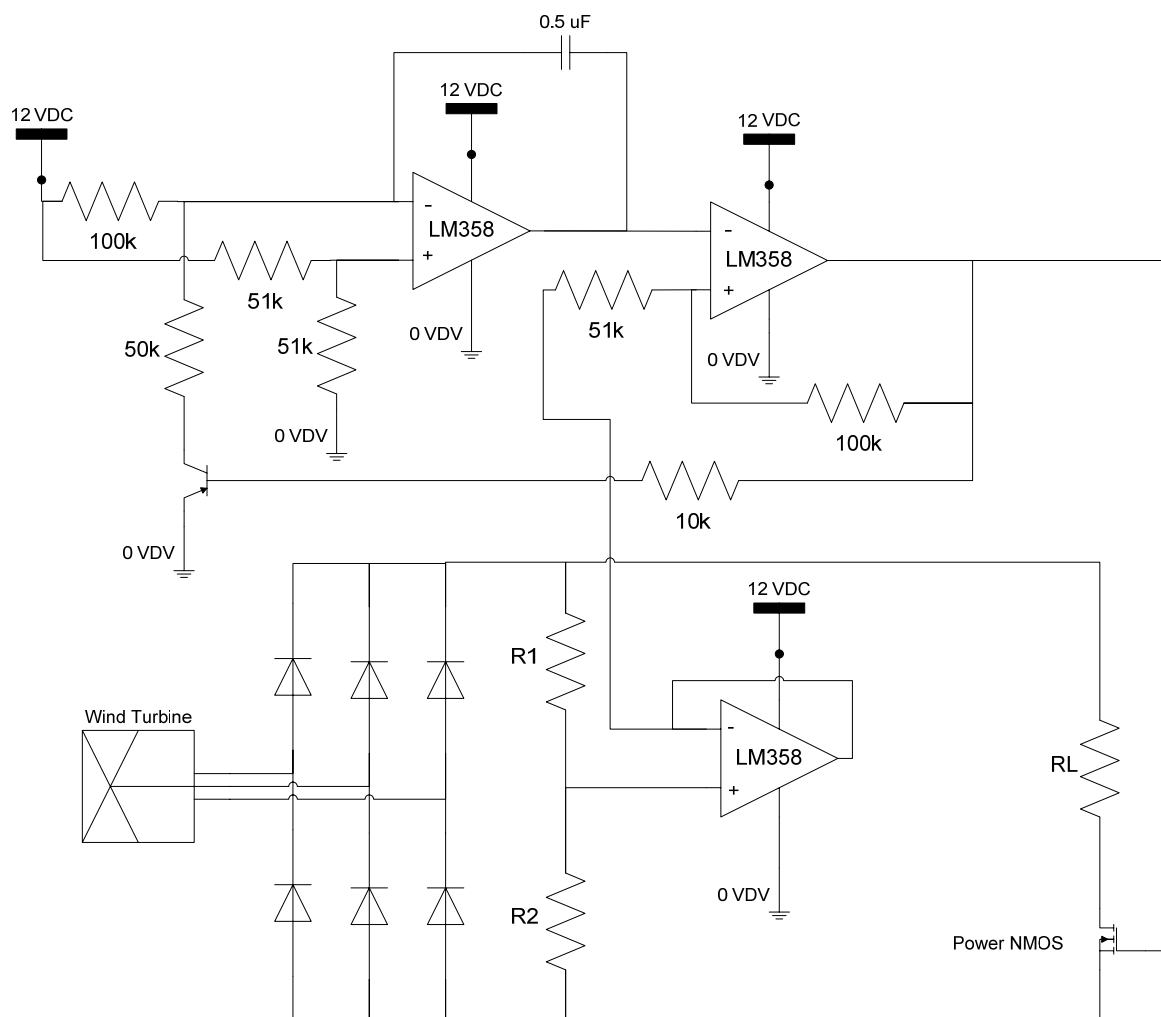 0.5 uF
12 VDC
12 VDC
12 VDC
100k
LM358
LM358
51k
51k
50k
51k
0 VDV
0 VDV
0 VDV
100k
10k
0 VDV
12 VDC
R1
Wind Turbine
LM358
RL
0 VDV
R2
Power NMOS